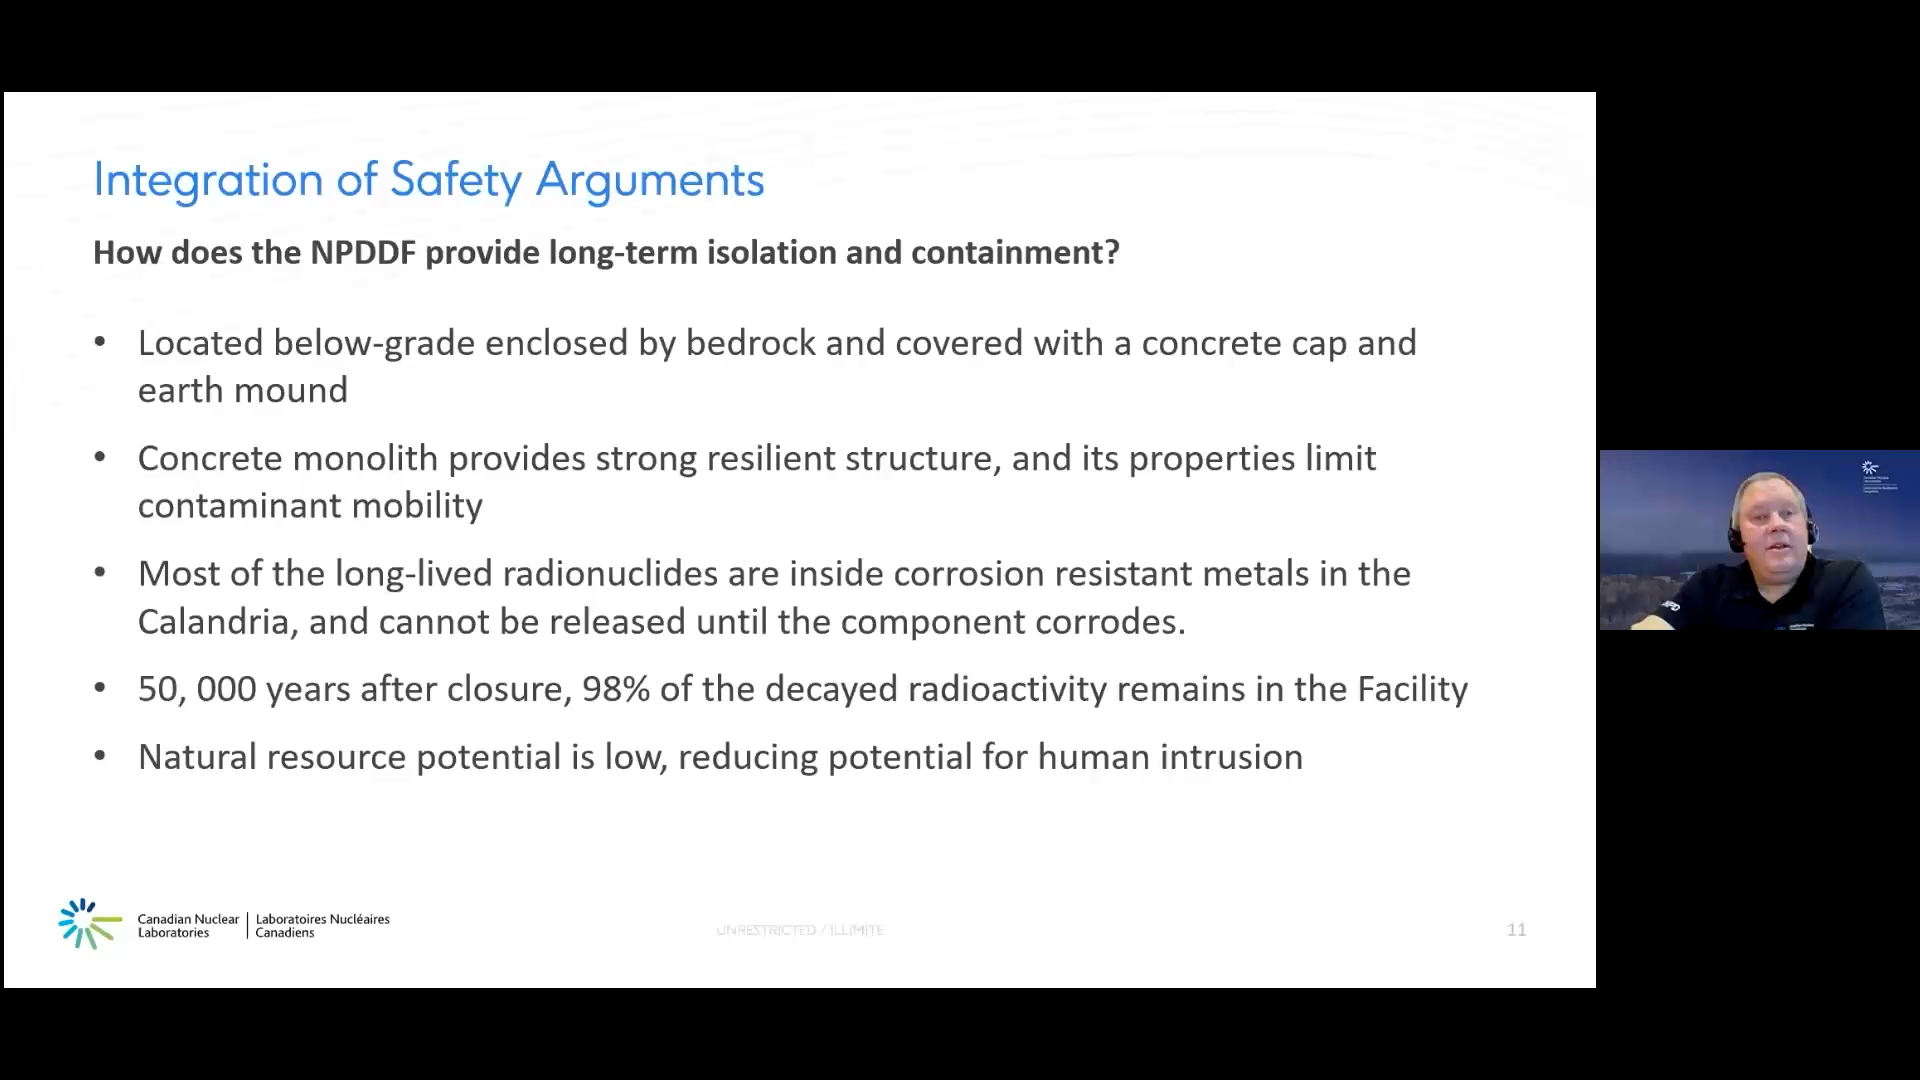 Integration of Safety Arguments
How does the NPDDF provide long-term isolation and containment?
• Located below-grade enclosed by bedrock and covered with a concrete cap and
earth mound
• Concrete monolith provides strong resilient structure, and its properties limit
contaminant mobility
• Most of the long-lived radionuclides are inside corrosion resistant metals in the
Calandria, and cannot be released until the component corrodes.
• 50, 000 years after closure, 98% of the decayed radioactivity remains in the Facility
• Natural resource potential is low, reducing potential for human intrusion
Canadian Nuclear
Laboratories
Laboratoires Nucléaires
Canadiens
UNRESTRICTED / ILLIMITÉ
11